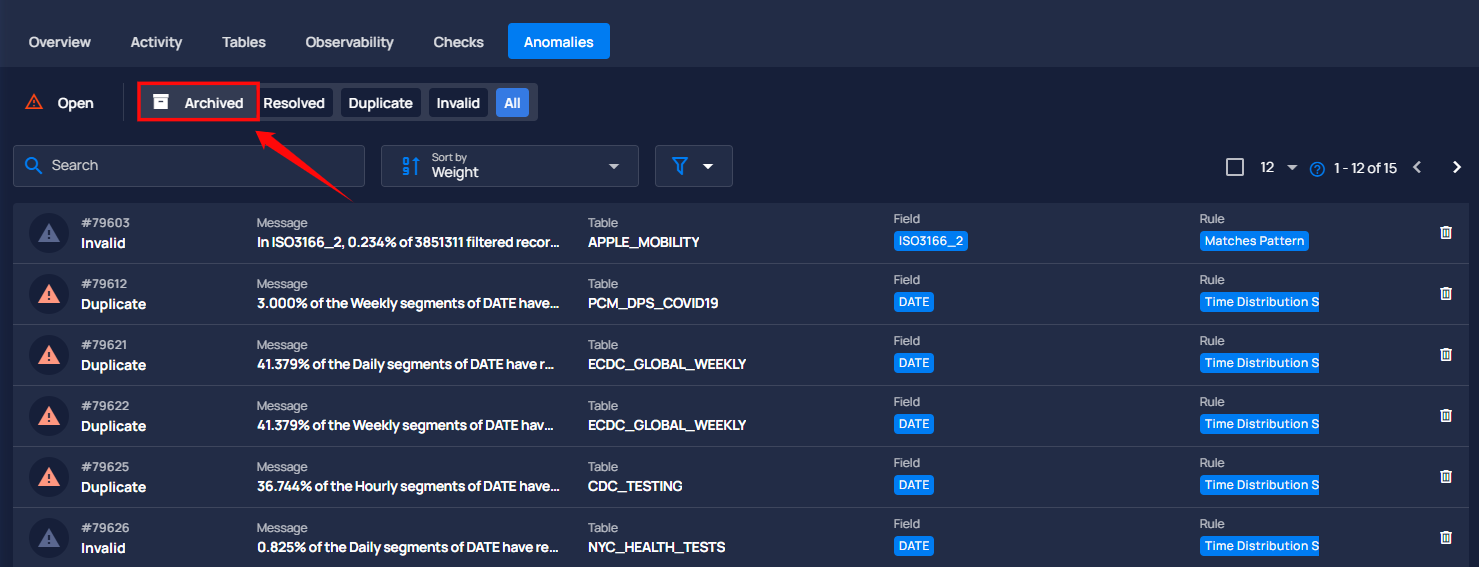 Overview Activity Tables Observability Checks Anomalies
Open Archived Resolved Duplicate Invalid All
Search Sort by Weight 12 1 - 12 of 15
#79603 Message Table Field Rule
Invalid In ISO3166_2, 0.234% of 3851311 filtered recor... APPLE_MOBILITY ISO3166_2 Matches Pattern
#79612 Message Table Field Rule
Duplicate 3.000% of the Weekly segments of DATE have... PCM_DPS_COVID19 DATE Time Distribution S
#79621 Message Table Field Rule
Duplicate 41.379% of the Daily segments of DATE have r... ECDC_GLOBAL_WEEKLY DATE Time Distribution S
#79622 Message Table Field Rule
Duplicate 41.379% of the Weekly segments of DATE hav... ECDC_GLOBAL_WEEKLY DATE Time Distribution S
#79625 Message Table Field Rule
Duplicate 36.744% of the Hourly segments of DATE have... CDC_TESTING DATE Time Distribution S
#79626 Message Table Field Rule
Invalid 0.825% of the Daily segments of DATE have re... NYC_HEALTH_TESTS DATE Time Distribution S